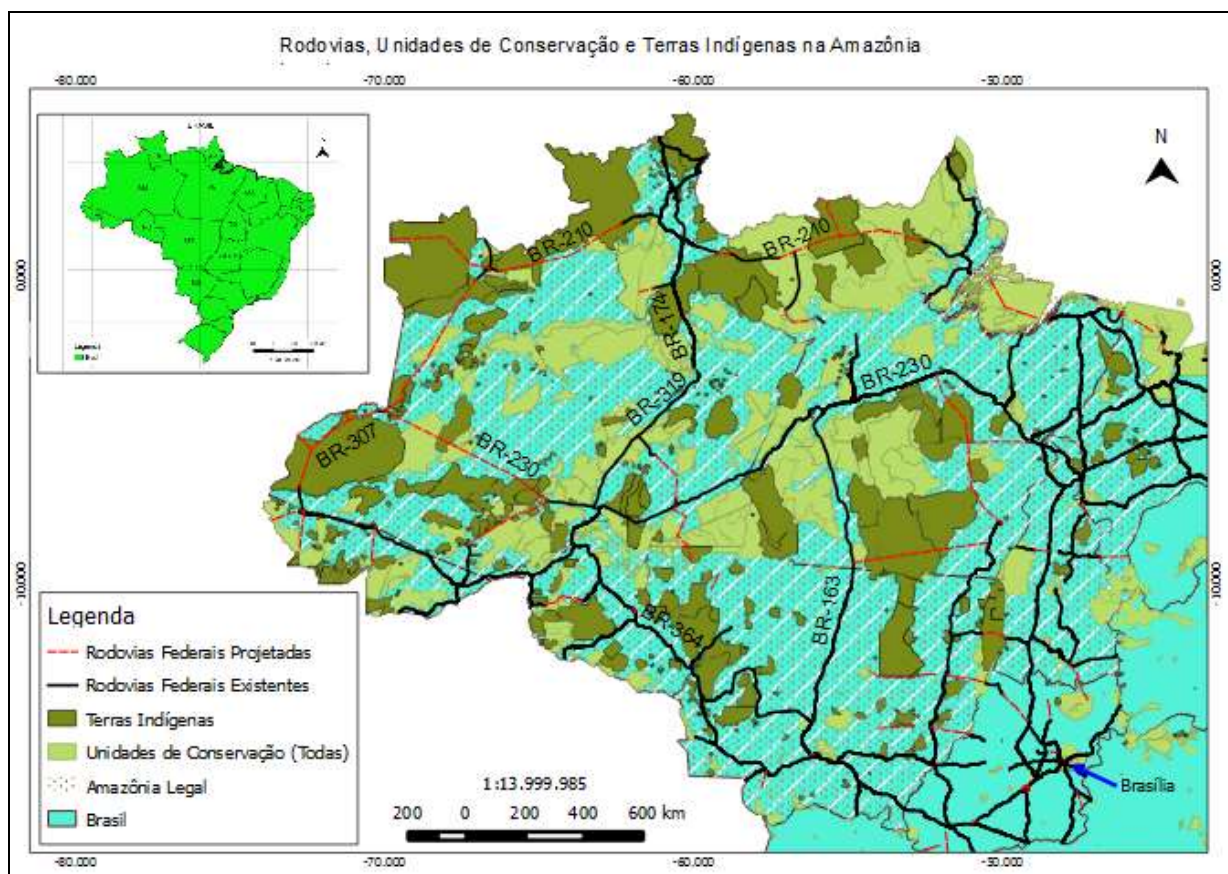 Rodovias, Unidades de Conservação e Terras Indígenas na Amazônia
-80.000 -70.000 -60.000 -50.000
N
BR-210
BR-210
BR-174
BR-319
BR-230
BR-307
BR-230
BR-364
BR-163
0.000
0.000
-10.000
-10.000
Legenda
Rodovias Federais Projetadas
Rodovias Federais Existentes
Terras Indígenas
Unidades de Conservação (Todas)
Amazônia Legal
Brasil
1:13.999.985
200 0 200 400 600 km
Brasília
-80.000 -70.000 -60.000 -50.000